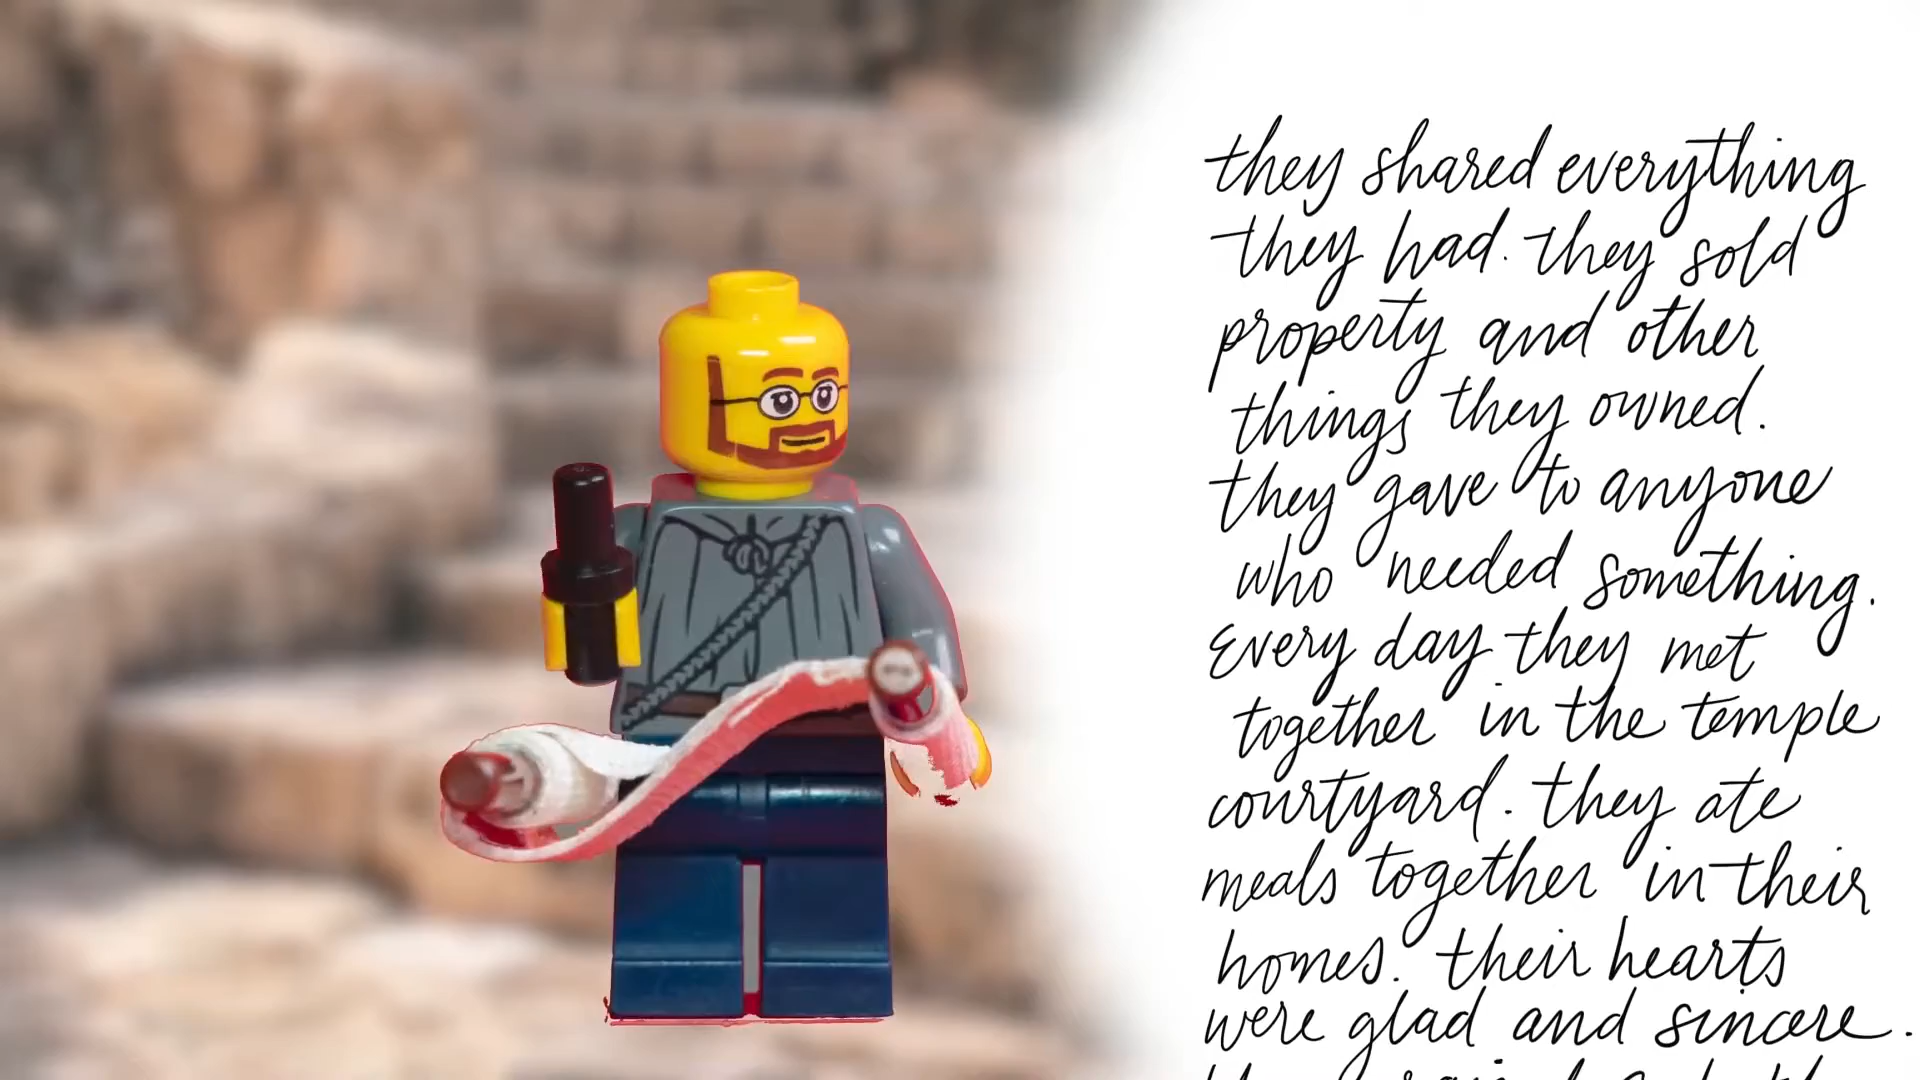 they shared everything
they had. they sold
property and other
things they owned.
they gave to anyone
who needed something.
Every day they met
together in the temple
courtyard. they ate
meals together in their
homes. their hearts
were glad and sincere.